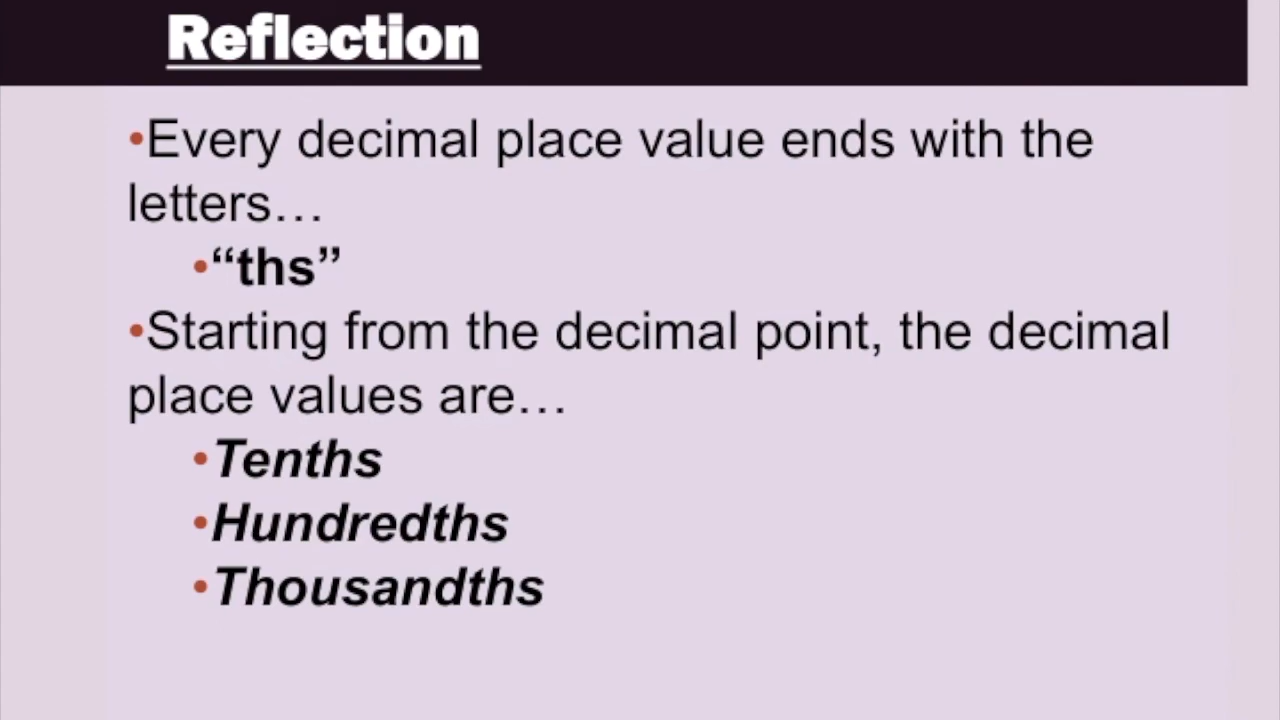 Reflection
•Every decimal place value ends with the
letters…
•“ths”
•Starting from the decimal point, the decimal
place values are…
•Tenths
•Hundredths
•Thousandths